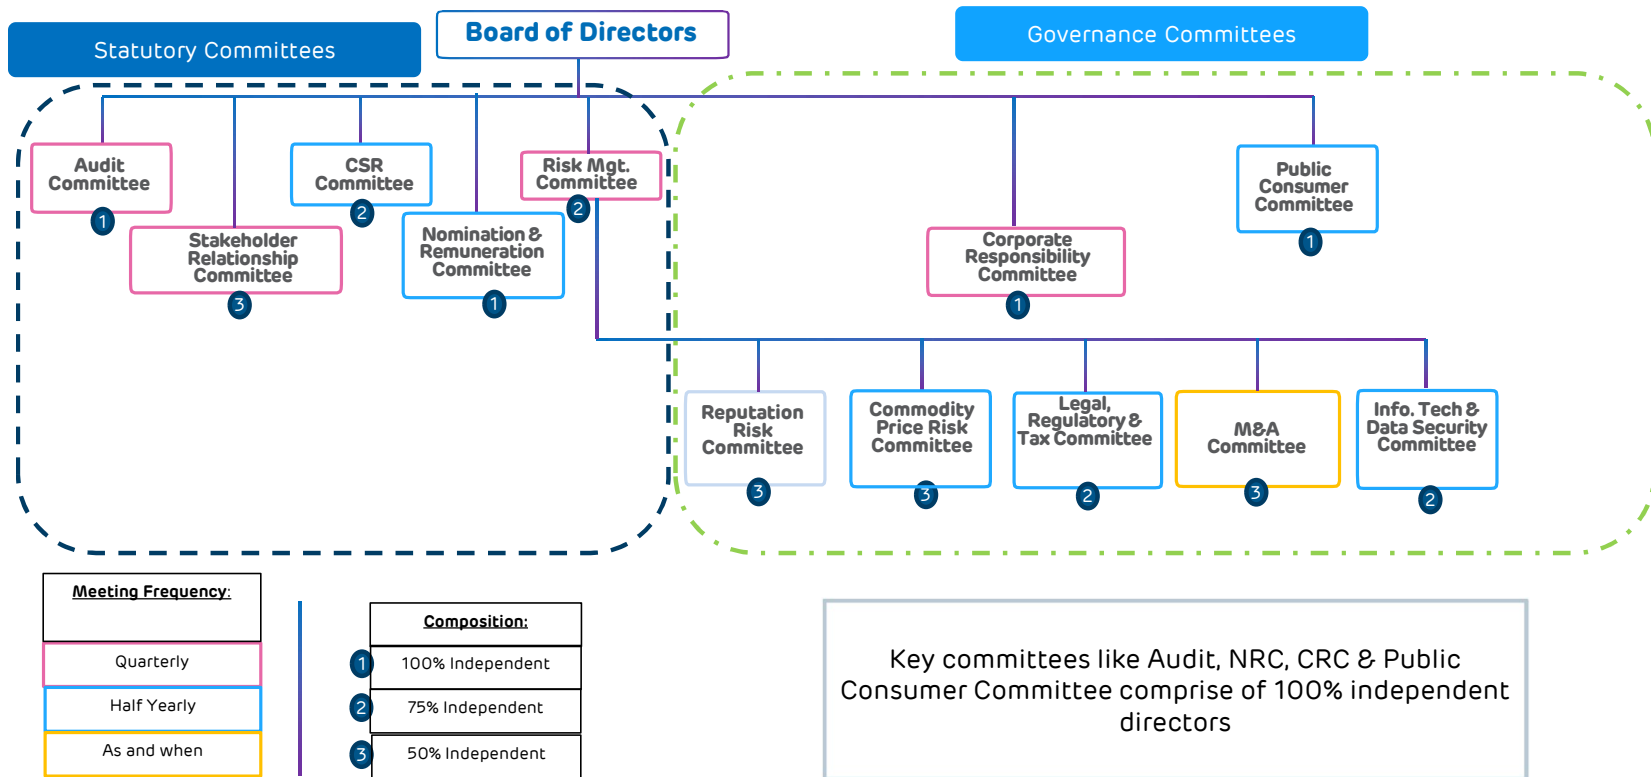 Statutory Committees
Board of Directors
Governance Committees
Audit
Committee
1
CSR
Committee
2
Risk Mgt.
Committee
2
Public
Consumer
Committee
1
Stakeholder
Relationship
Committee
3
Nomination &
Remuneration
Committee
1
Corporate
Responsibility
Committee
1
Reputation
Risk
Committee
3
Commodity
Price Risk
Committee
3
Legal,
Regulatory &
Tax Committee
2
M&A
Committee
3
Info. Tech &
Data Security
Committee
2
Meeting Frequency:
Quarterly
Half Yearly
As and when
Composition:
1 100% Independent
2 75% Independent
3 50% Independent
Key committees like Audit, NRC, CRC & Public
Consumer Committee comprise of 100% independent
directors